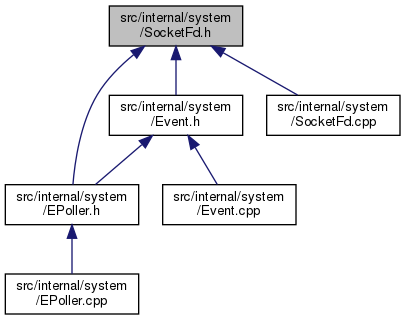 src/internal/system
/SocketFd.h
src/internal/system
/Event.h
src/internal/system
/SocketFd.cpp
src/internal/system
/EPoller.h
src/internal/system
/Event.cpp
src/internal/system
/EPoller.cpp